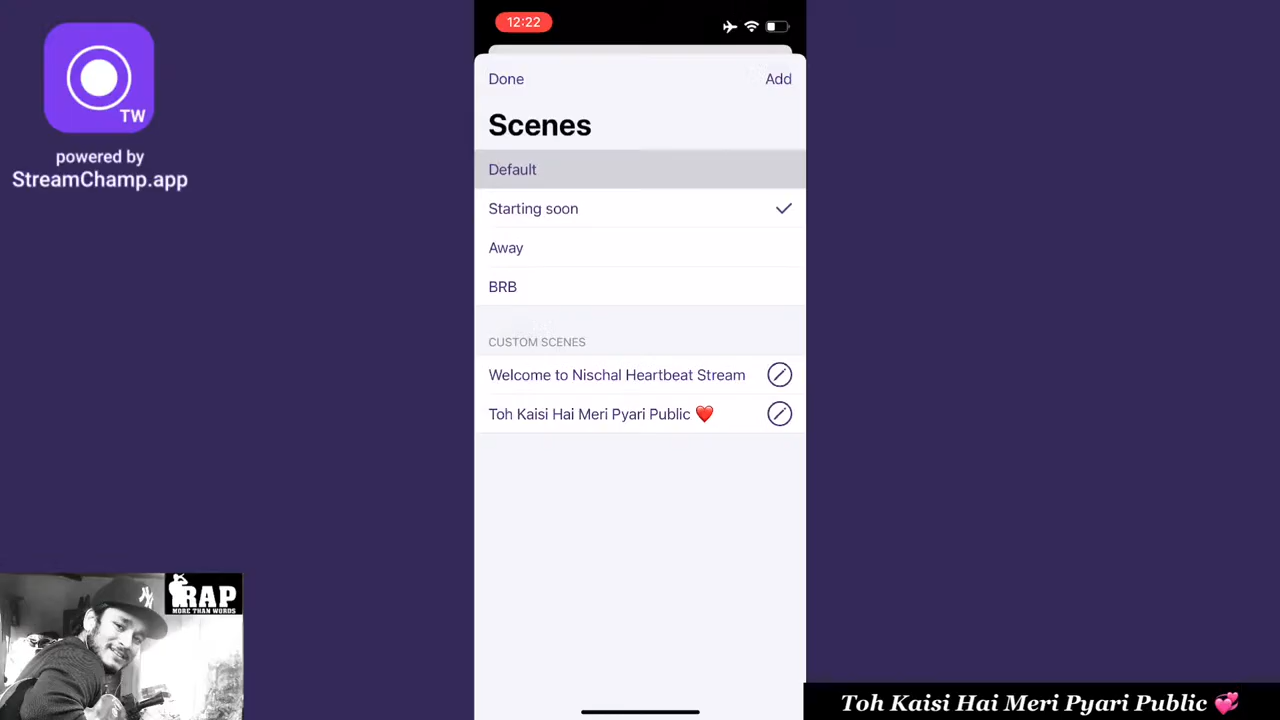 12:22
TW
powered by
StreamChamp.app
Done
Add
Scenes
Default
Starting soon
Away
BRB
CUSTOM SCENES
Welcome to Nischal Heartbeat Stream
Toh Kaisi Hai Meri Pyari Public ❤️
RAP
MORE THAN WORDS
Toh Kaisi Hai Meri Pyari Public 💞